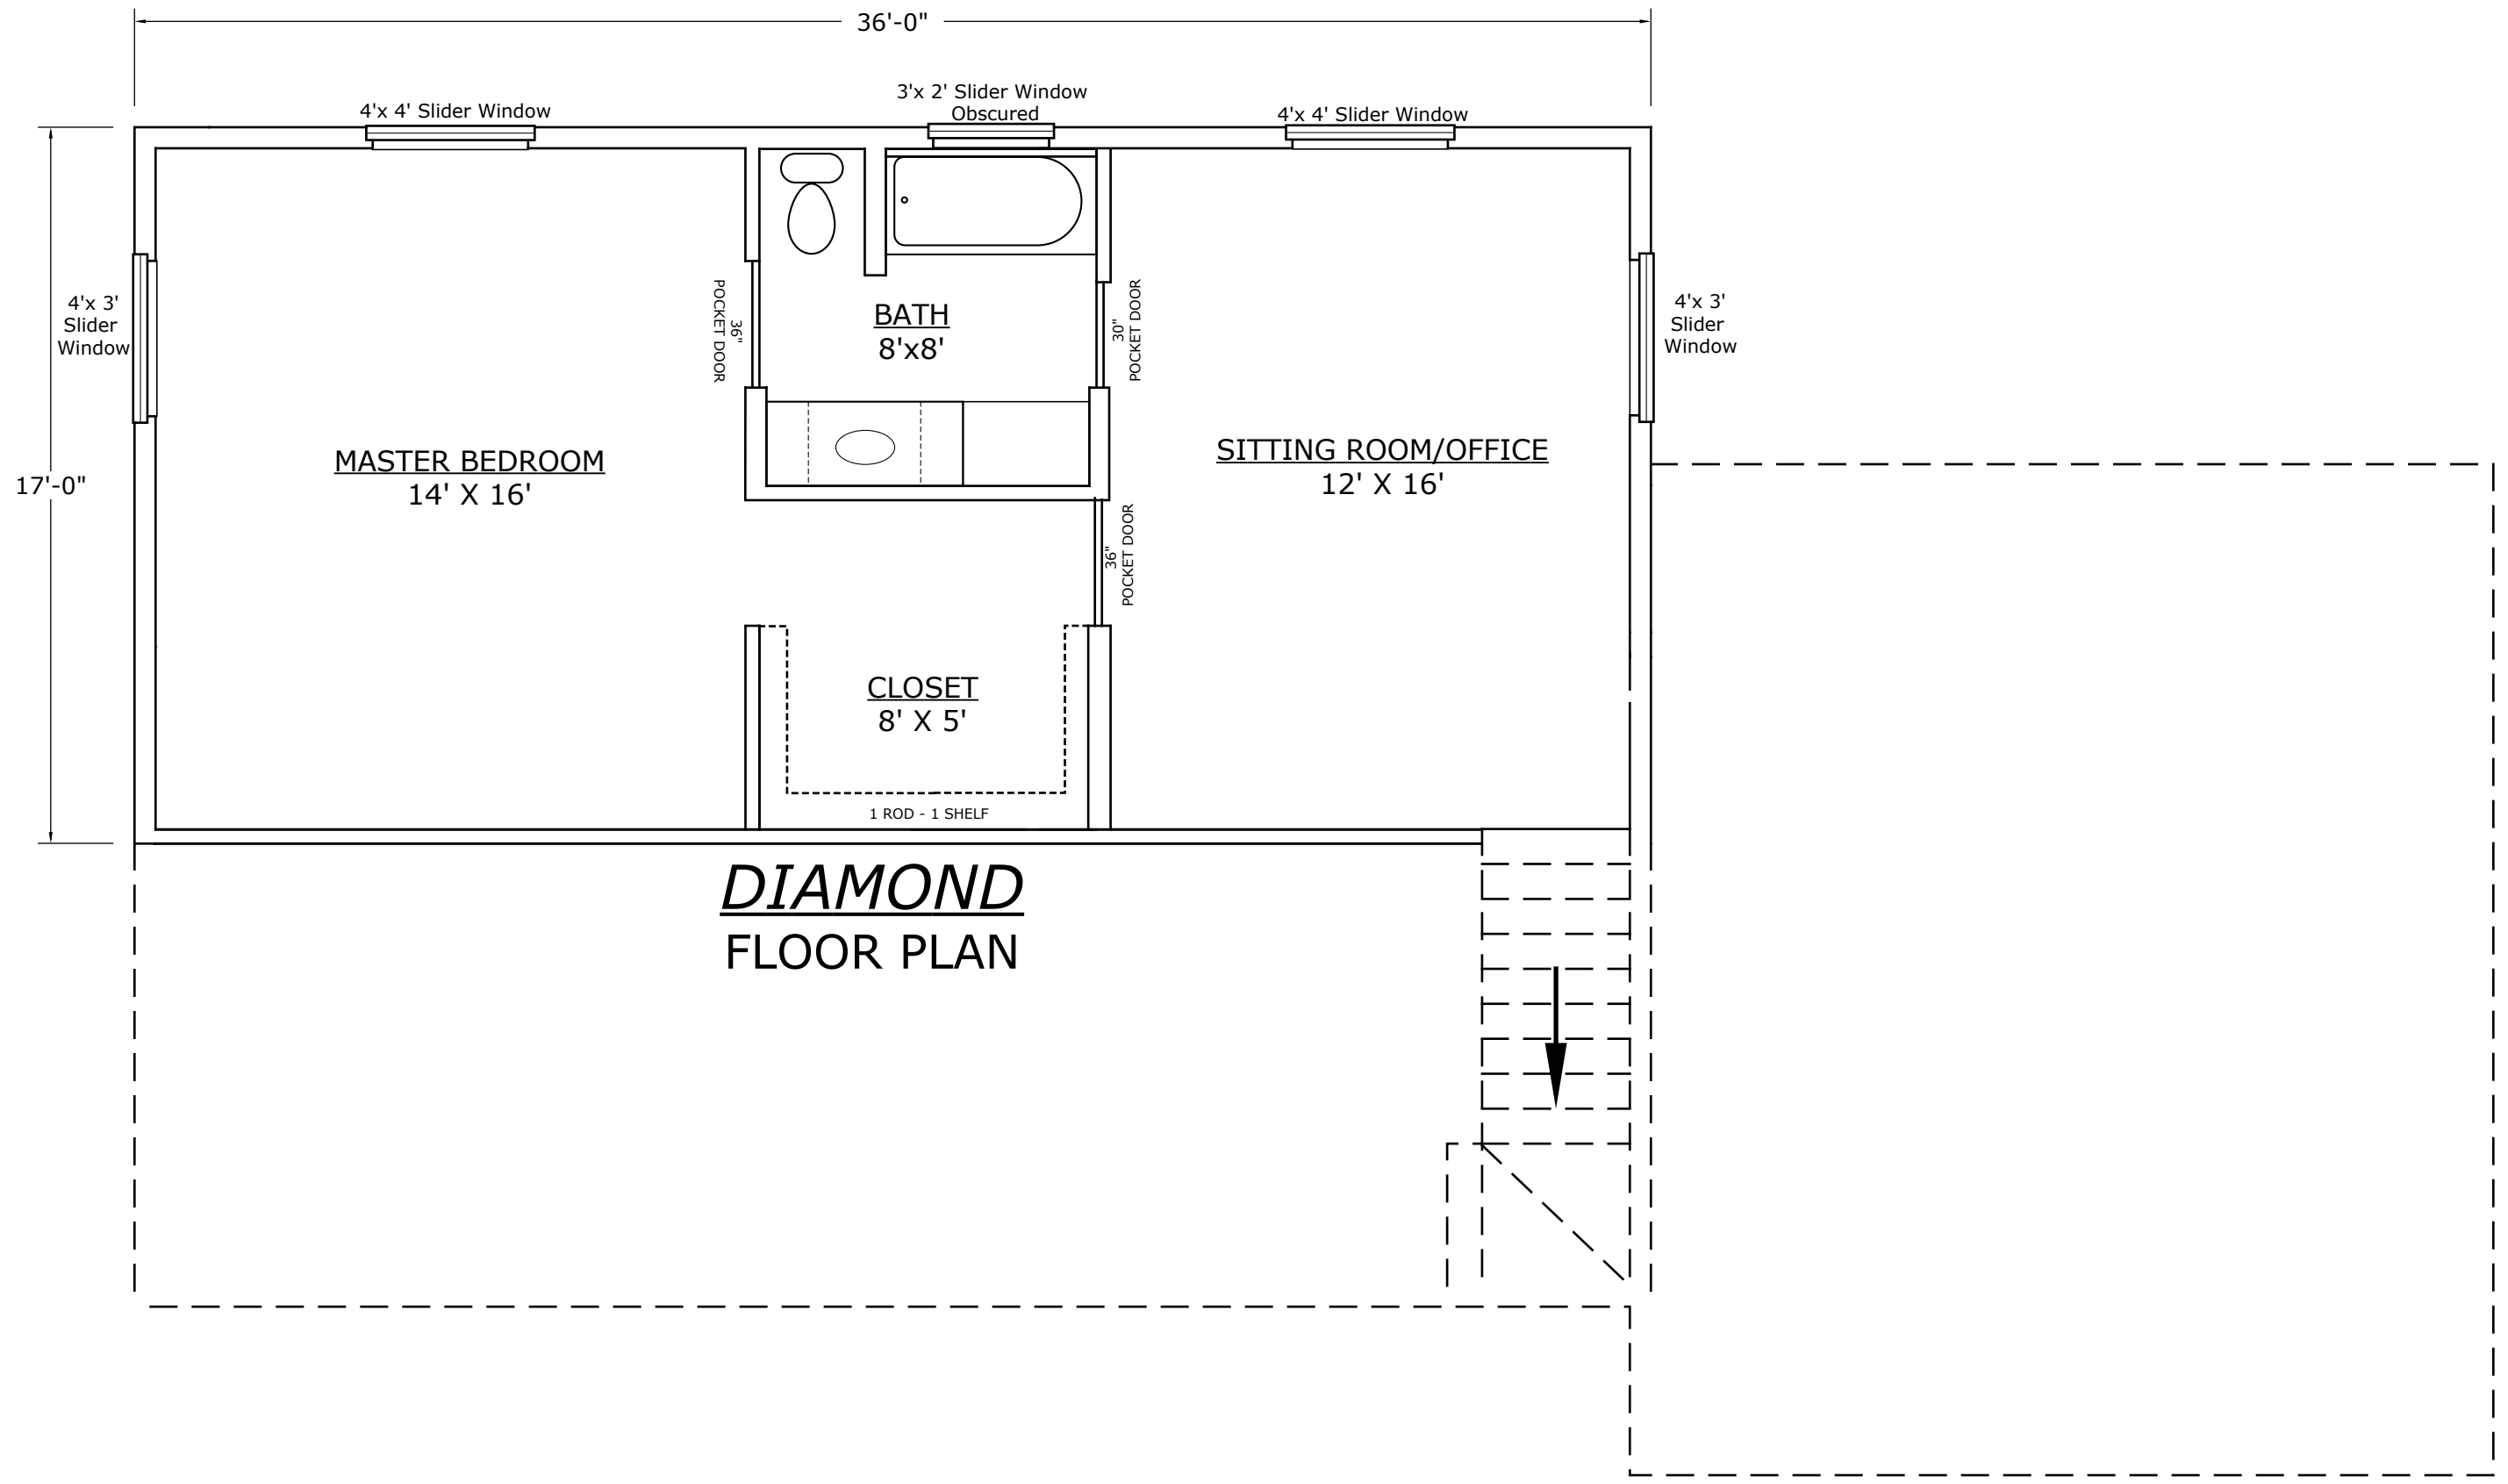 36'-0"
3'x 2' Slider Window
Obscured
4'x 4' Slider Window
4'x 4' Slider Window
4'x 3'
Slider
Window
POCKET DOOR
36"
BATH
8'x8'
30"
POCKET DOOR
4'x 3'
Slider
Window
MASTER BEDROOM
14' X 16'
SITTING ROOM/OFFICE
12' X 16'
17'-0"
36"
POCKET DOOR
CLOSET
8' X 5'
1 ROD - 1 SHELF
DIAMOND
FLOOR PLAN